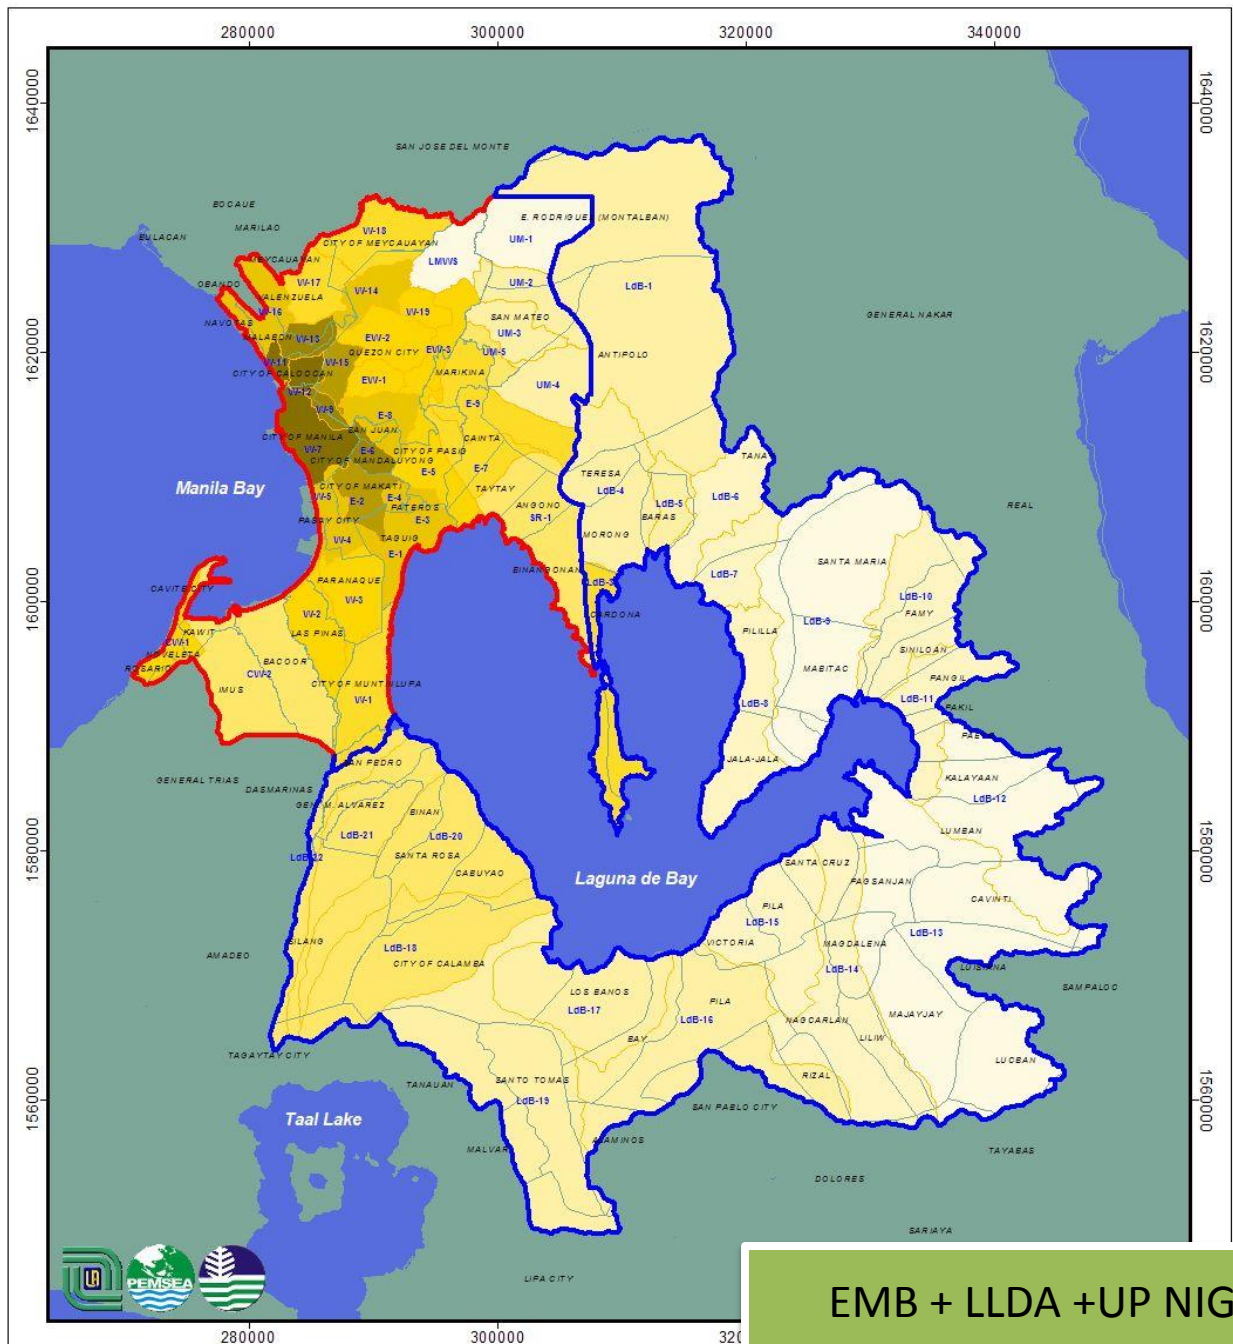 280000 300000 320000 340000
1640000 1640000
SAN JOSE DEL MONTE
BOCAUE
MARILAO
BULACAN
E. RODRIGUEZ (MONTALBAN)
W-18
CITY OF MEYCAUAYAN
UM-1
LMWS
MEYCAUAYAN
OBANDO
W-17
VALENZUELA
W-14
UM-2
LdB-1
W-16
W-19
SAN MATEO
GENERAL NAKAR
NAVOTAS
MALABON
W-13
EW-2
UM-3
QUEZON CITY
EW-3
UM-5
ANTIPOLO
1620000 1620000
W-11
W-15
CITY OF CALOOCAN
MARIKINA
EW-1
UM-4
W-12
W-9
E-8
E-9
SAN JUAN
CITY OF MANILA
CAINTA
W-7
E-6
CITY OF PASIG
CITY OF MANDALUYONG
TANA
E-5
E-7
TERESA
Manila Bay
CITY OF MAKATI
TAYTAY
LdB-4
LdB-6
W-5
E-2
E-4
PATEROS
ANGONO
LdB-5
REAL
PASAY CITY
E-3
SR-1
BARAS
TAGUIG
W-4
MORONG
E-1
SANTA MARIA
BINANGONAN
LdB-7
PARANAQUE
LdB-3
CAVITE CITY
1600000 1600000
W-3
LdB-10
W-2
CARDONA
FAMY
LdB-9
KAWIT
LAS PINAS
PILILLA
CW-1
NOVELETA
SINILOAN
BACOOR
ROSARIO
CW-2
MABITAC
PANGIL
IMUS
CITY OF MUNTINLUPA
W-1
LdB-8
LdB-11
PAKIL
PAETE
SAN PEDRO
JALA-JALA
GENERAL TRIAS
DASMARINAS
KALAYAAN
GEN. M. ALVAREZ
LdB-12
BINAN
LdB-21
LdB-20
LUMBAN
LdB-22
SANTA ROSA
1580000 1580000
SANTA CRUZ
CABUYAO
Laguna de Bay
PAGSANJAN
CAVINTI
PILA
LdB-15
LdB-13
SILANG
LdB-18
VICTORIA
MAGDALENA
AMADEO
CITY OF CALAMBA
LdB-14
LUISIANA
SAMPALOC
LOS BANOS
PILA
LdB-17
LdB-16
NAGCARLAN
MAJAYJAY
BAY
LILIW
TAGAYTAY CITY
LUCBAN
RIZAL
SANTO TOMAS
TANAUAN
1560000 1560000
LdB-19
SAN PABLO CITY
Taal Lake
ALAMINOS
MALVAR
TAYABAS
DOLORES
SARIAYA
PEMSEA
LIPA CITY
EMB + LLDA +UP NIG
280000 300000